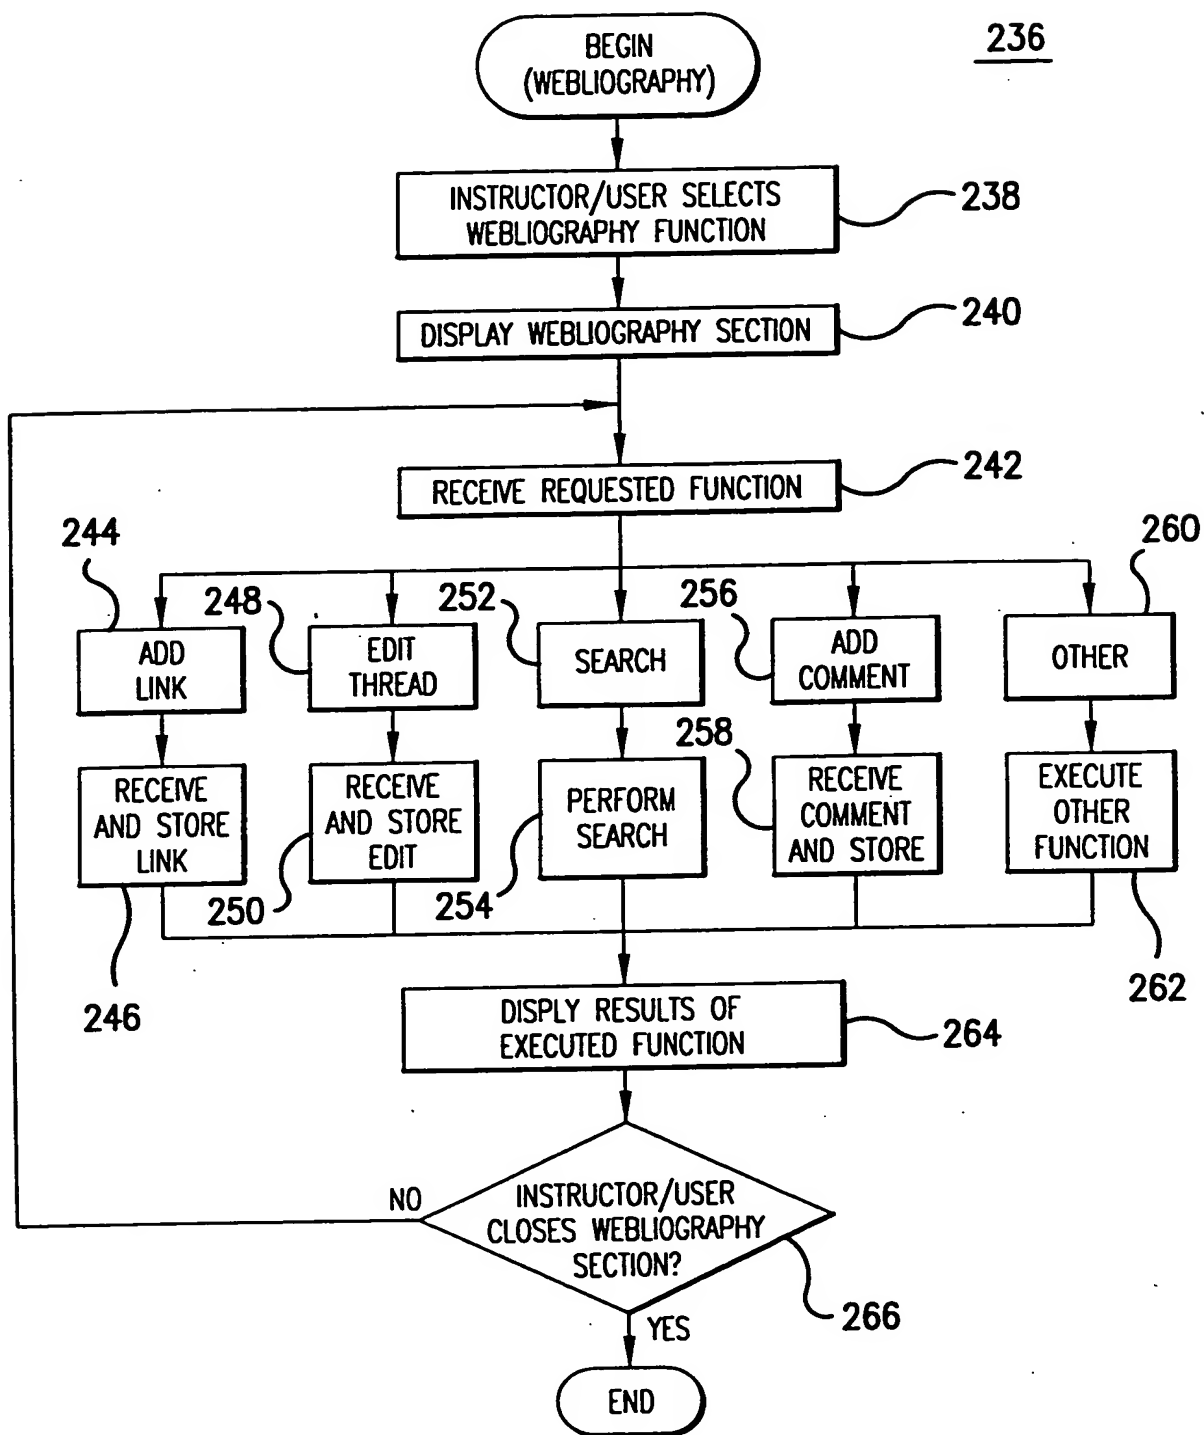 BEGIN
(WEBLIOGRAPHY)
236
INSTRUCTOR/USER SELECTS
WEBLIOGRAPHY FUNCTION
238
DISPLAY WEBLIOGRAPHY SECTION
240
RECEIVE REQUESTED FUNCTION
242
244
ADD
LINK
248
EDIT
THREAD
252
SEARCH
256
ADD
COMMENT
260
OTHER
RECEIVE
AND STORE
LINK
246
RECEIVE
AND STORE
EDIT
250
PERFORM
SEARCH
254
258
RECEIVE
COMMENT
AND STORE
EXECUTE
OTHER
FUNCTION
262
DISPLY RESULTS OF
EXECUTED FUNCTION
264
INSTRUCTOR/USER
CLOSES WEBLIOGRAPHY
SECTION?
266
NO
YES
END